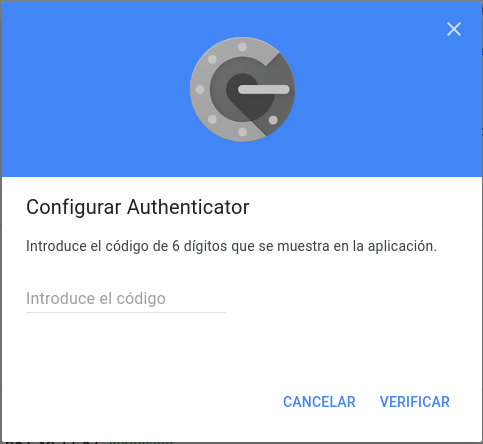 Configurar Authenticator
Introduce el código de 6 dígitos que se muestra en la aplicación.
Introduce el código
CANCELAR VERIFICAR